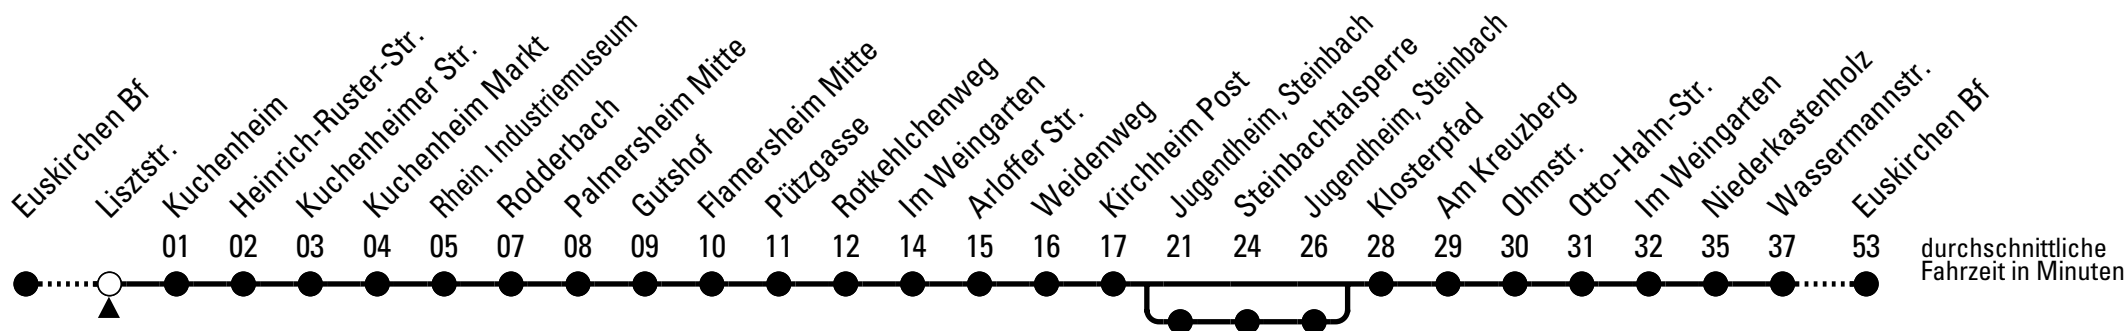 Euskirchen Bf
Lisztstr.
Kuchenheim
Heinrich-Ruster-Str.
Kuchenheimer Str.
Kuchenheim Markt
Rhein. Industriemuseum
Rodderbach
Palmersheim Mitte
Gutshof
Flamersheim Mitte
Pützgasse
Rotkehlchenweg
Im Weingarten
Arloffer Str.
Weidenweg
Kirchheim Post
Jugendheim, Steinbach
Steinbachtalsperre
Jugendheim, Steinbach
Klosterpfad
Am Kreuzberg
Ohmstr.
Otto-Hahn-Str.
Im Weingarten
Niederkastenholz
Wassermannstr.
Euskirchen Bf
01 02 03 04 05 07 08 09 10 11 12 14 15 16 17 21 24 26 28 29 30 31 32 35 37 53
durchschnittliche
Fahrzeit in Minuten